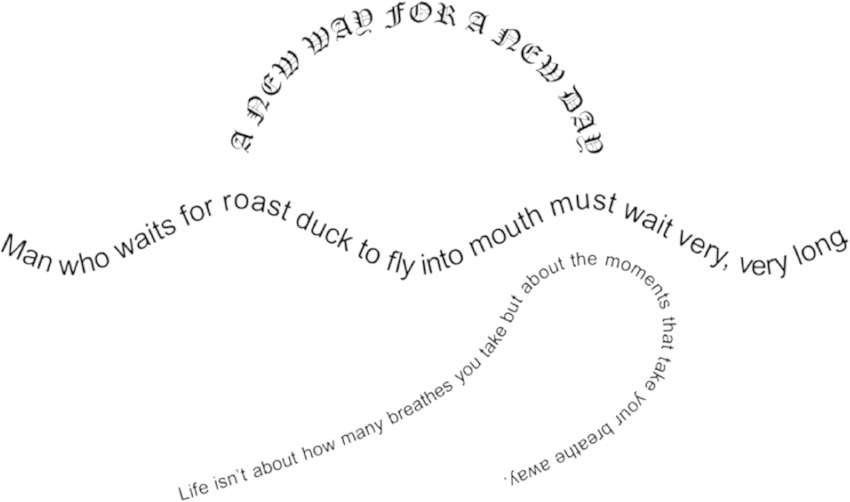 A NEW WAY FOR A NEW DAY
Man who waits for roast duck to fly into mouth must wait very, very long
Life isn't about how many breathes you take but about the moments that take your breathe away.